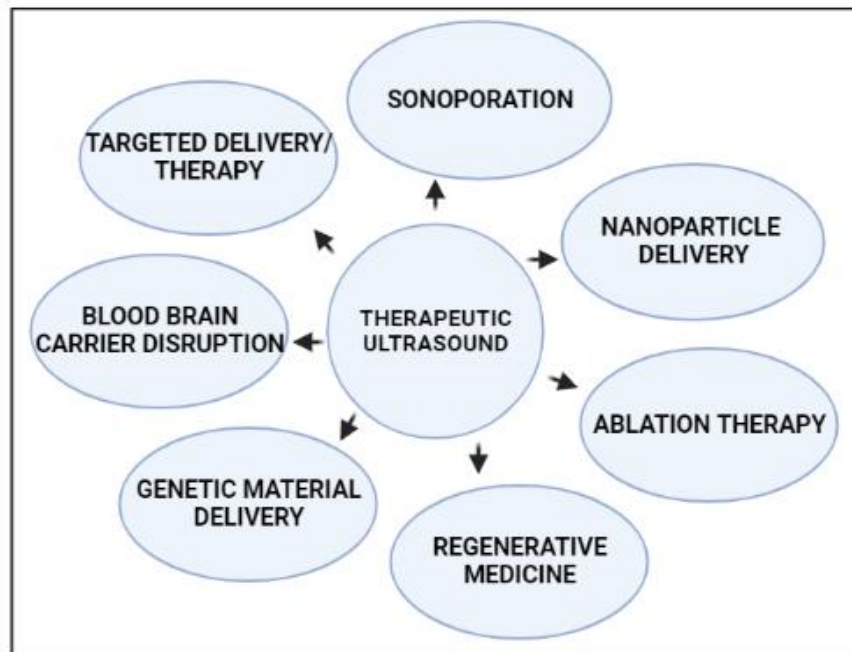 SONOPORATION
TARGETED DELIVERY/
THERAPY
NANOPARTICLE
DELIVERY
BLOOD BRAIN
CARRIER DISRUPTION
THERAPEUTIC
ULTRASOUND
ABLATION THERAPY
GENETIC MATERIAL
DELIVERY
REGENERATIVE
MEDICINE